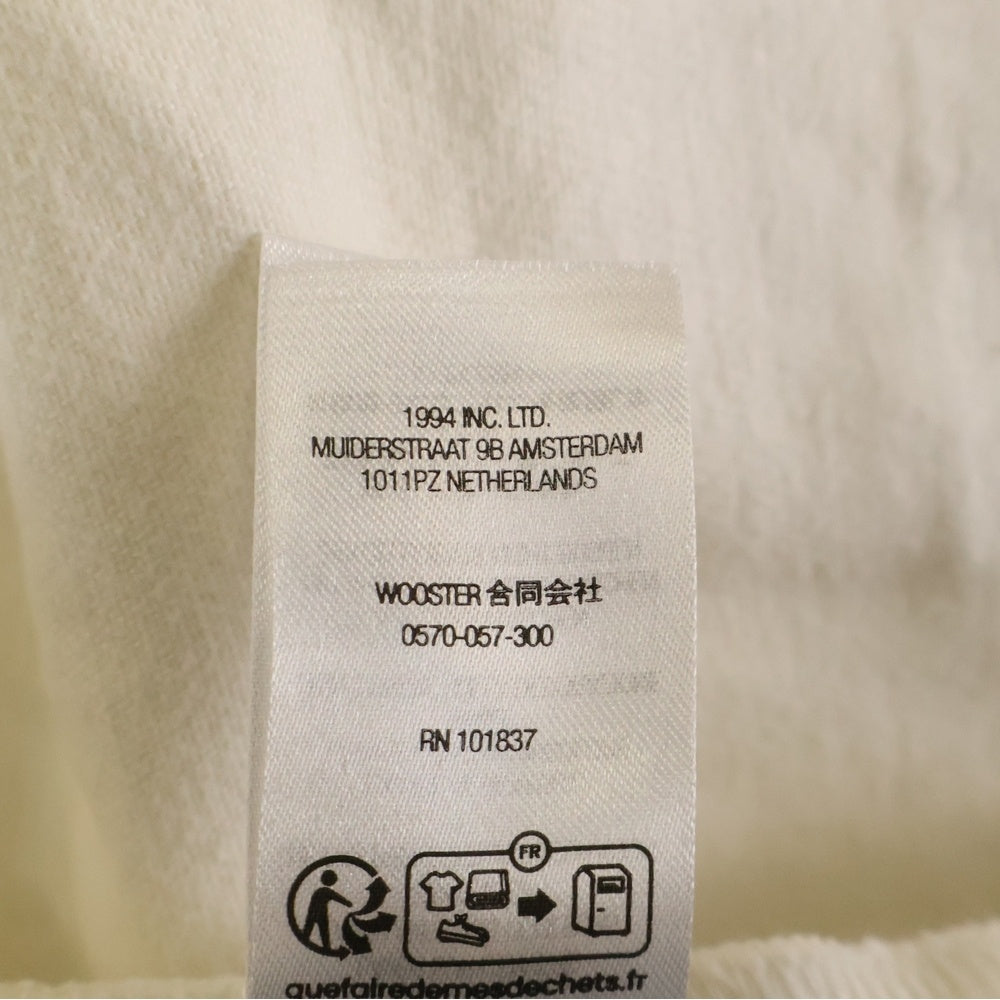 1994 INC. LTD.
MUIDERSTRAAT 9B AMSTERDAM
1011PZ NETHERLANDS
WOOSTER 合同会社
0570-057-300
RN 101837
FR
quefairedemesdechets.fr